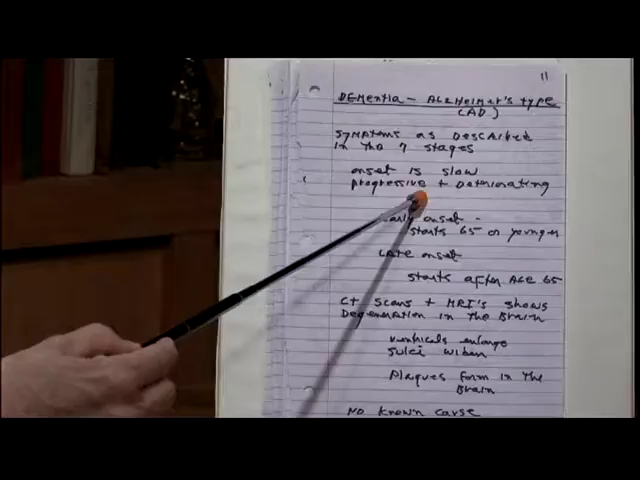 11
Dementia - Alzheimer's Type
(AD)
Symptoms as Described
in the 7 stages
onset is slow
progressive + Deteriorating
early onset -
starts 65 or younger
Late onset
starts after Age 65
CT Scans + MRI's shows
Degeneration in the Brain
ventricals enlarge
Sulci widen
Plaques form in the
Brain
No known cause